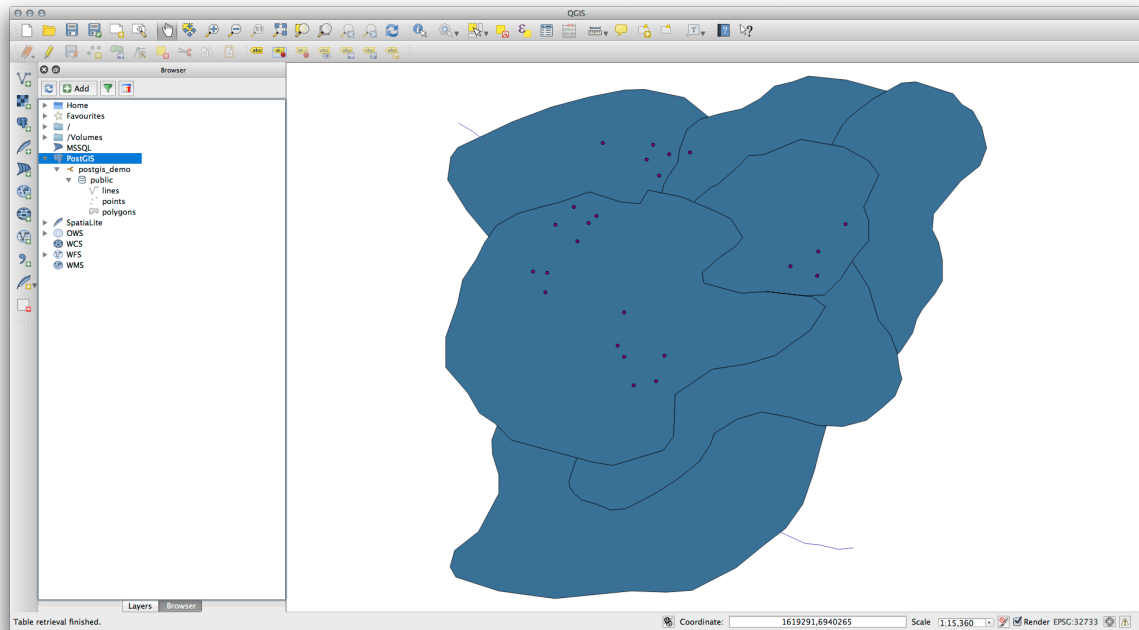 QGIS
Browser
Add
Home
Favourites
/
/Volumes
MSSQL
PostGIS
postgis_demo
public
lines
points
polygons
SpatiaLite
OWS
WCS
WFS
WMS
Layers
Browser
Table retrieval finished.
Coordinate:
1619291,6940265
Scale
1:15,360
Render
EPSG:32733